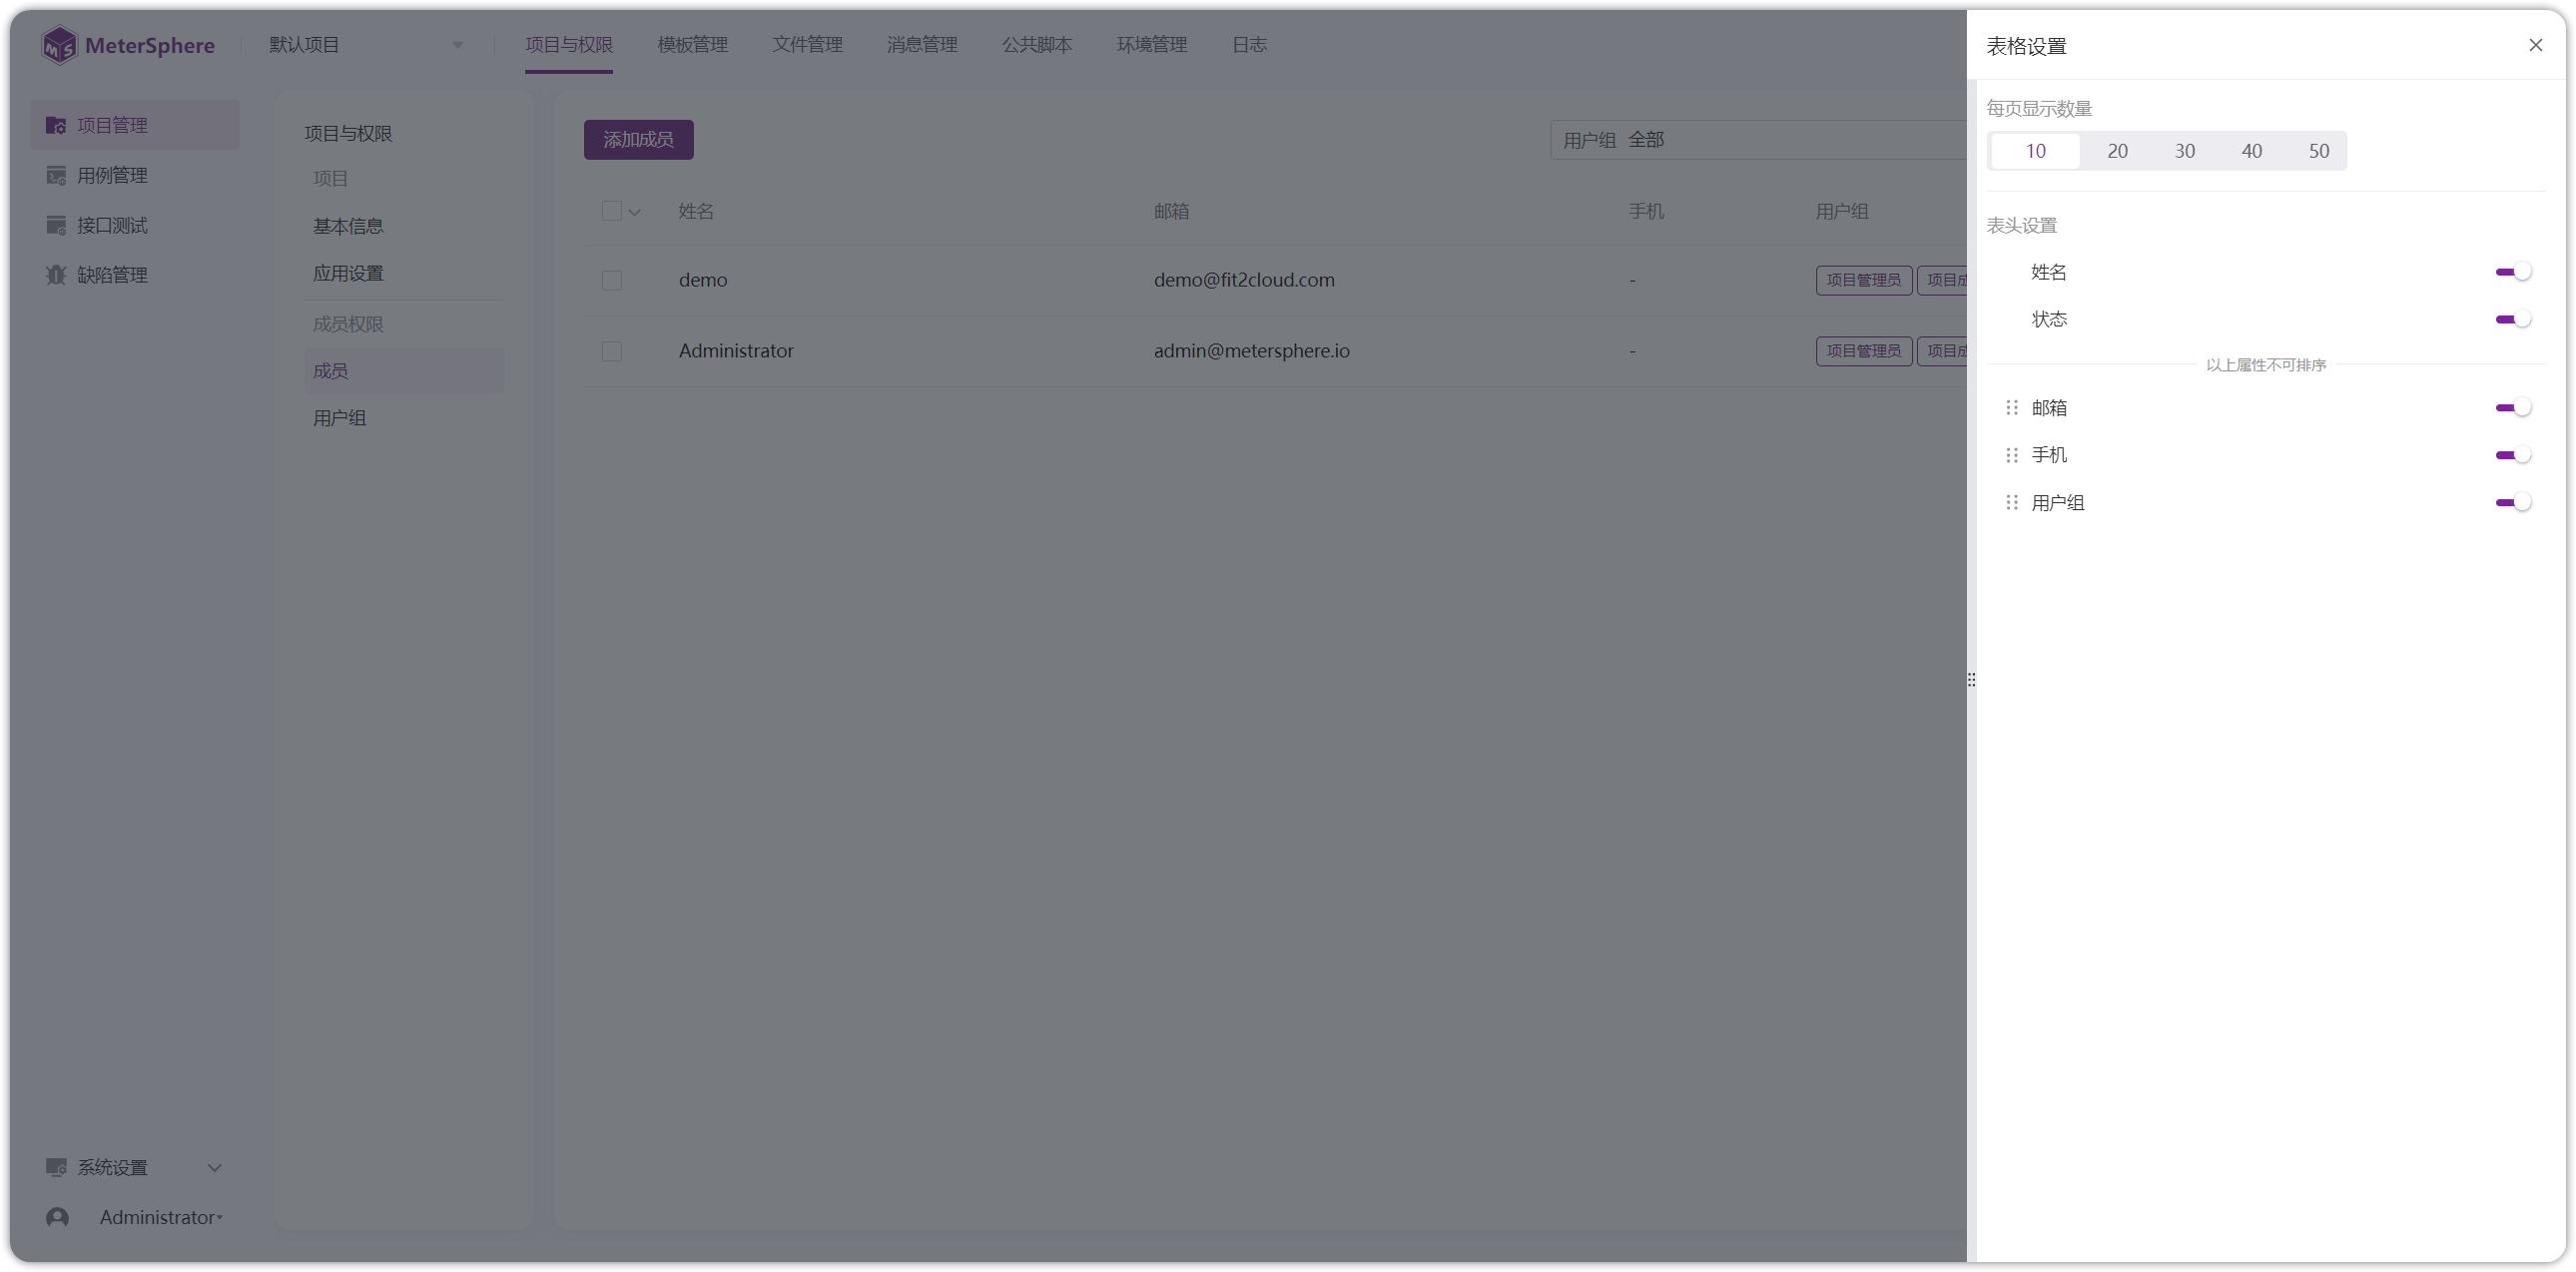 MeterSphere
默认项目
项目与权限 模板管理 文件管理 消息管理 公共脚本 环境管理 日志
项目管理
用例管理
接口测试
缺陷管理
系统设置
Administrator
项目与权限
项目
基本信息
应用设置
成员权限
成员
用户组
添加成员
用户组 全部
姓名 邮箱 手机 用户组
demo demo@fit2cloud.com - 项目管理员 项目成
Administrator admin@metersphere.io - 项目管理员 项目成
表格设置
每页显示数量
10 20 30 40 50
表头设置
姓名
状态
以上属性不可排序
邮箱
手机
用户组